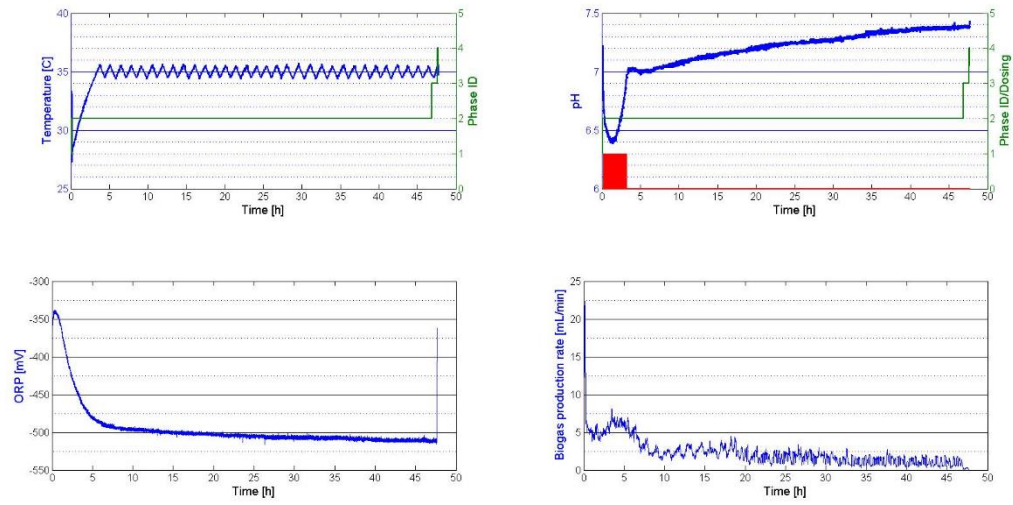 40
35
30
25
Temperature [C]
0 5 10 15 20 25 30 35 40 45 50
Time [h]
5
4
3
2
1
0
Phase ID
7.5
7
6.5
6
pH
0 5 10 15 20 25 30 35 40 45 50
Time [h]
5
4
3
2
1
0
Phase ID/Dosing
-300
-350
-400
-450
-500
-550
ORP [mV]
0 5 10 15 20 25 30 35 40 45 50
Time [h]
25
20
15
10
5
0
Biogas production rate [mL/min]
0 5 10 15 20 25 30 35 40 45 50
Time [h]